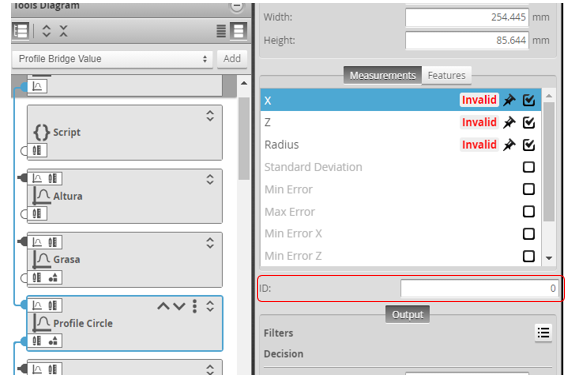 Tools Diagram
Profile Bridge Value
Add
Script
Altura
Grasa
Profile Circle
Width: 254.445 mm
Height: 85.644 mm
Measurements Features
X Invalid
Z Invalid
Radius Invalid
Standard Deviation
Min Error
Max Error
Min Error X
Min Error Z
ID: 0
Output
Filters
Decision